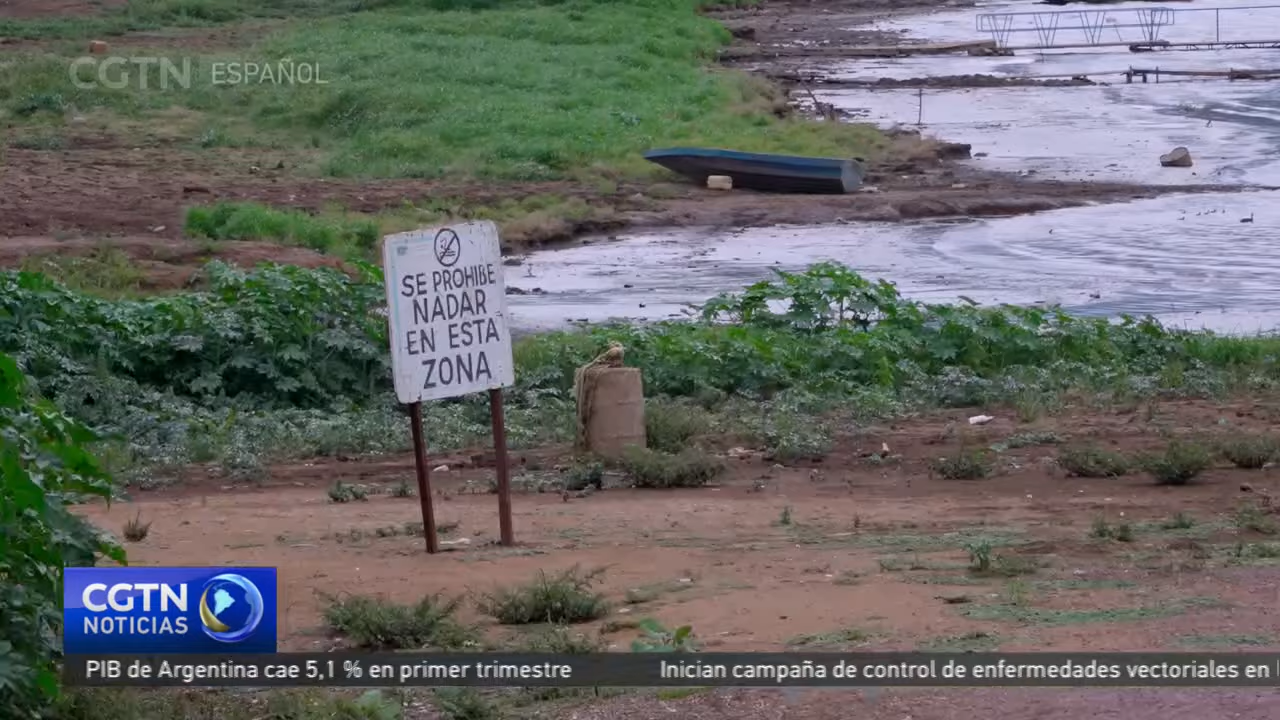 CGTN ESPAÑOL
SE PROHIBE
NADAR
EN ESTA
ZONA
CGTN
NOTICIAS
PIB de Argentina cae 5,1 % en primer trimestre Inician campaña de control de enfermedades vectoriales en